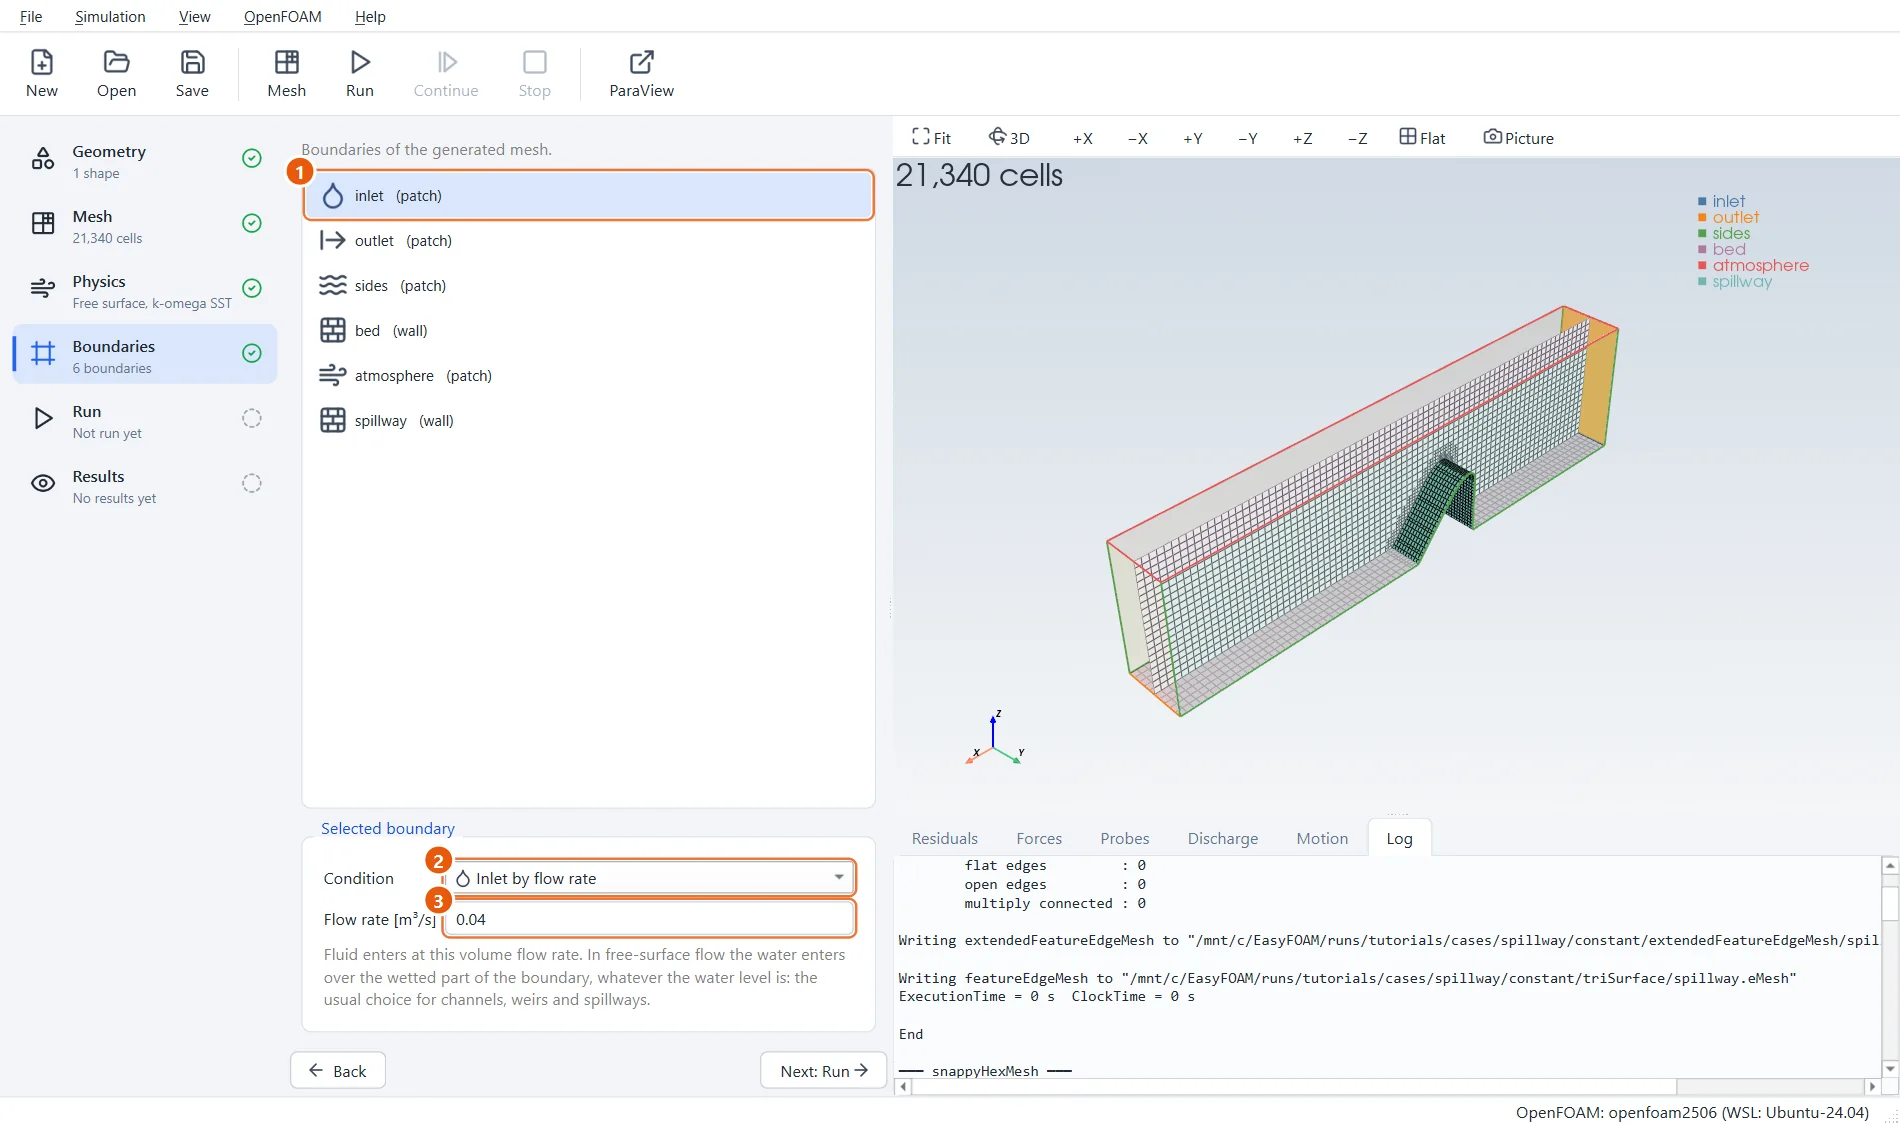 File Simulation View OpenFOAM Help
New Open Save Mesh Run Continue Stop ParaView
Geometry
1 shape
Mesh
21,340 cells
Physics
Free surface, k-omega SST
Boundaries
6 boundaries
Run
Not run yet
Results
No results yet
Boundaries of the generated mesh.
1
inlet (patch)
outlet (patch)
sides (patch)
bed (wall)
atmosphere (patch)
spillway (wall)
Selected boundary
2
Condition Inlet by flow rate
3
Flow rate [m³/s] 0.04
Fluid enters at this volume flow rate. In free-surface flow the water enters
over the wetted part of the boundary, whatever the water level is: the
usual choice for channels, weirs and spillways.
Back Next: Run
Fit 3D +X −X +Y −Y +Z −Z Flat Picture
21,340 cells
inlet
outlet
sides
bed
atmosphere
spillway
Z
X Y
Residuals Forces Probes Discharge Motion Log
flat edges : 0
open edges : 0
multiply connected : 0
Writing extendedFeatureEdgeMesh to "/mnt/c/EasyFOAM/runs/tutorials/cases/spillway/constant/extendedFeatureEdgeMesh/spil
Writing featureEdgeMesh to "/mnt/c/EasyFOAM/runs/tutorials/cases/spillway/constant/triSurface/spillway.eMesh"
ExecutionTime = 0 s ClockTime = 0 s
End
━━━ snappyHexMesh ━━━
OpenFOAM: openfoam2506 (WSL: Ubuntu-24.04)